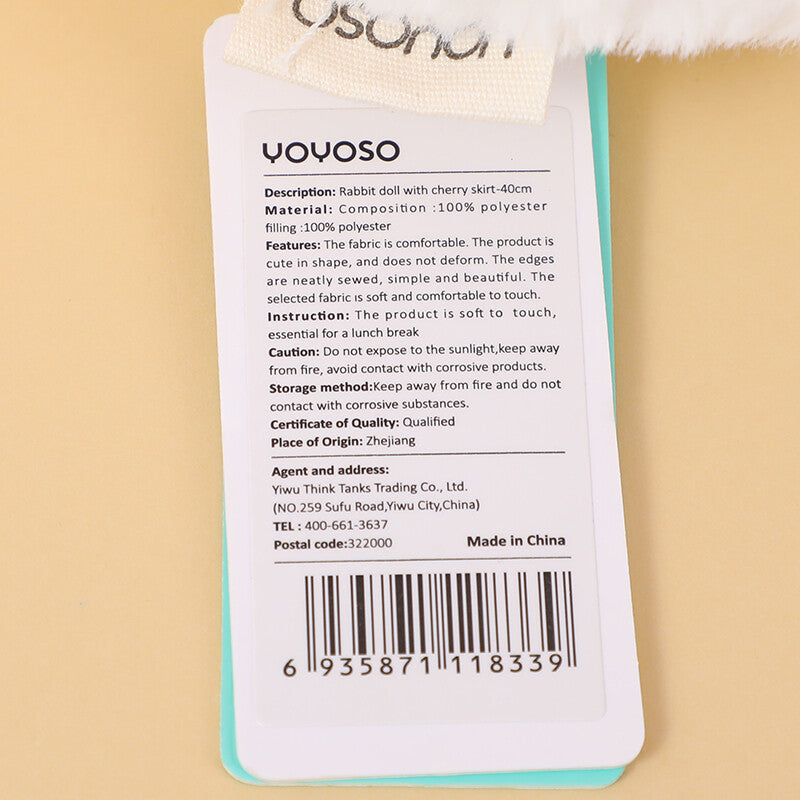 YOYOSO
YOYOSO
Description: Rabbit doll with cherry skirt-40cm
Material: Composition :100% polyester
filling :100% polyester
Features: The fabric is comfortable. The product is
cute in shape, and does not deform. The edges
are neatly sewed, simple and beautiful. The
selected fabric is soft and comfortable to touch.
Instruction: The product is soft to touch,
essential for a lunch break
Caution: Do not expose to the sunlight,keep away
from fire, avoid contact with corrosive products.
Storage method:Keep away from fire and do not
contact with corrosive substances.
Certificate of Quality: Qualified
Place of Origin: Zhejiang
Agent and address:
Yiwu Think Tanks Trading Co., Ltd.
(NO.259 Sufu Road,Yiwu City,China)
TEL : 400-661-3637
Postal code:322000 Made in China
6 935871 118339